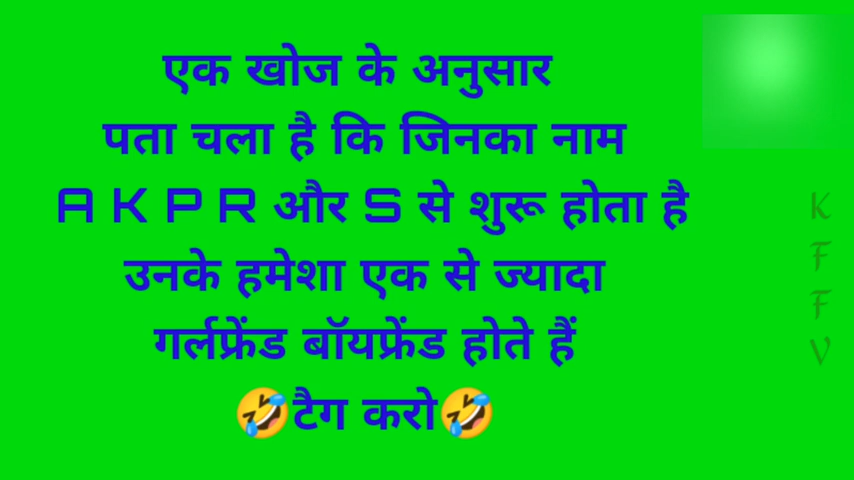 एक खोज के अनुसार
पता चला है कि जिनका नाम
A K P R और S से शुरू होता है
उनके हमेशा एक से ज्यादा
गर्लफ्रेंड बॉयफ्रेंड होते हैं
🤣टैग करो🤣
K
F
F
V